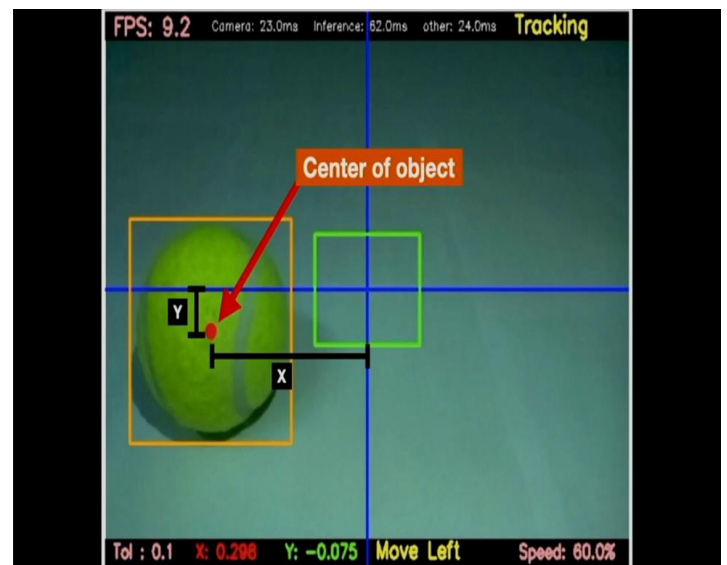 FPS: 9.2 Camera: 23.0ms Inference: 62.0ms other: 24.0ms Tracking
Center of object
Y
X
Tol : 0.1 X: 0.298 Y: -0.075 Move Left Speed: 60.0%